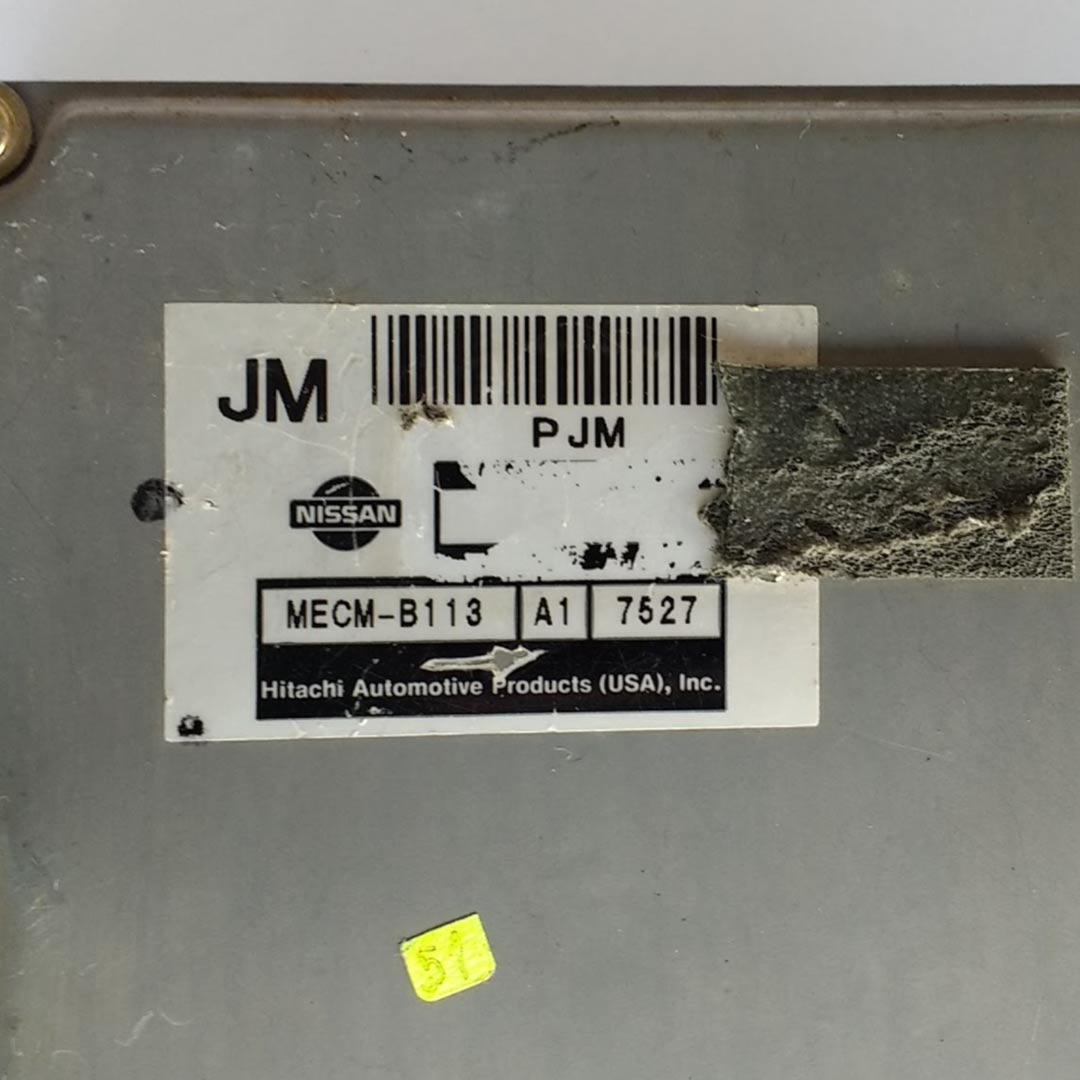 JM
PJM
NISSAN
MECM-B113 A1 7527
Hitachi Automotive Products (USA), Inc.